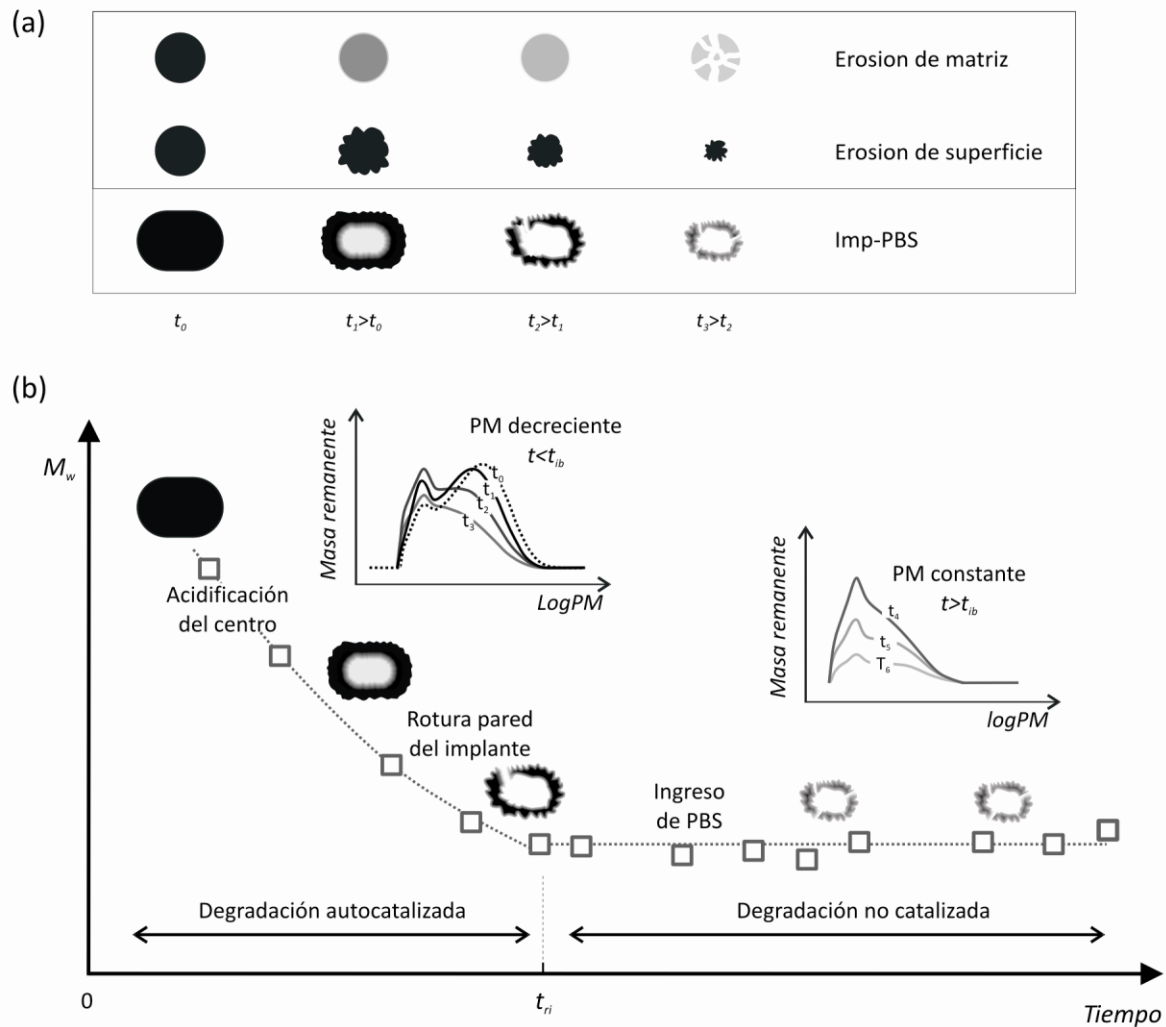 (a)
Erosion de matriz
Erosion de superficie
Imp-PBS
t0
t1>t0
t2>t1
t3>t2
(b)
Mw
Masa remanente
PM decreciente
t<tib
t0
t1
t2
t3
LogPM
Masa remanente
PM constante
t>tib
t4
t5
T6
logPM
Acidificación
del centro
Rotura pared
del implante
Ingreso
de PBS
Degradación autocatalizada
Degradación no catalizada
0
tri
Tiempo